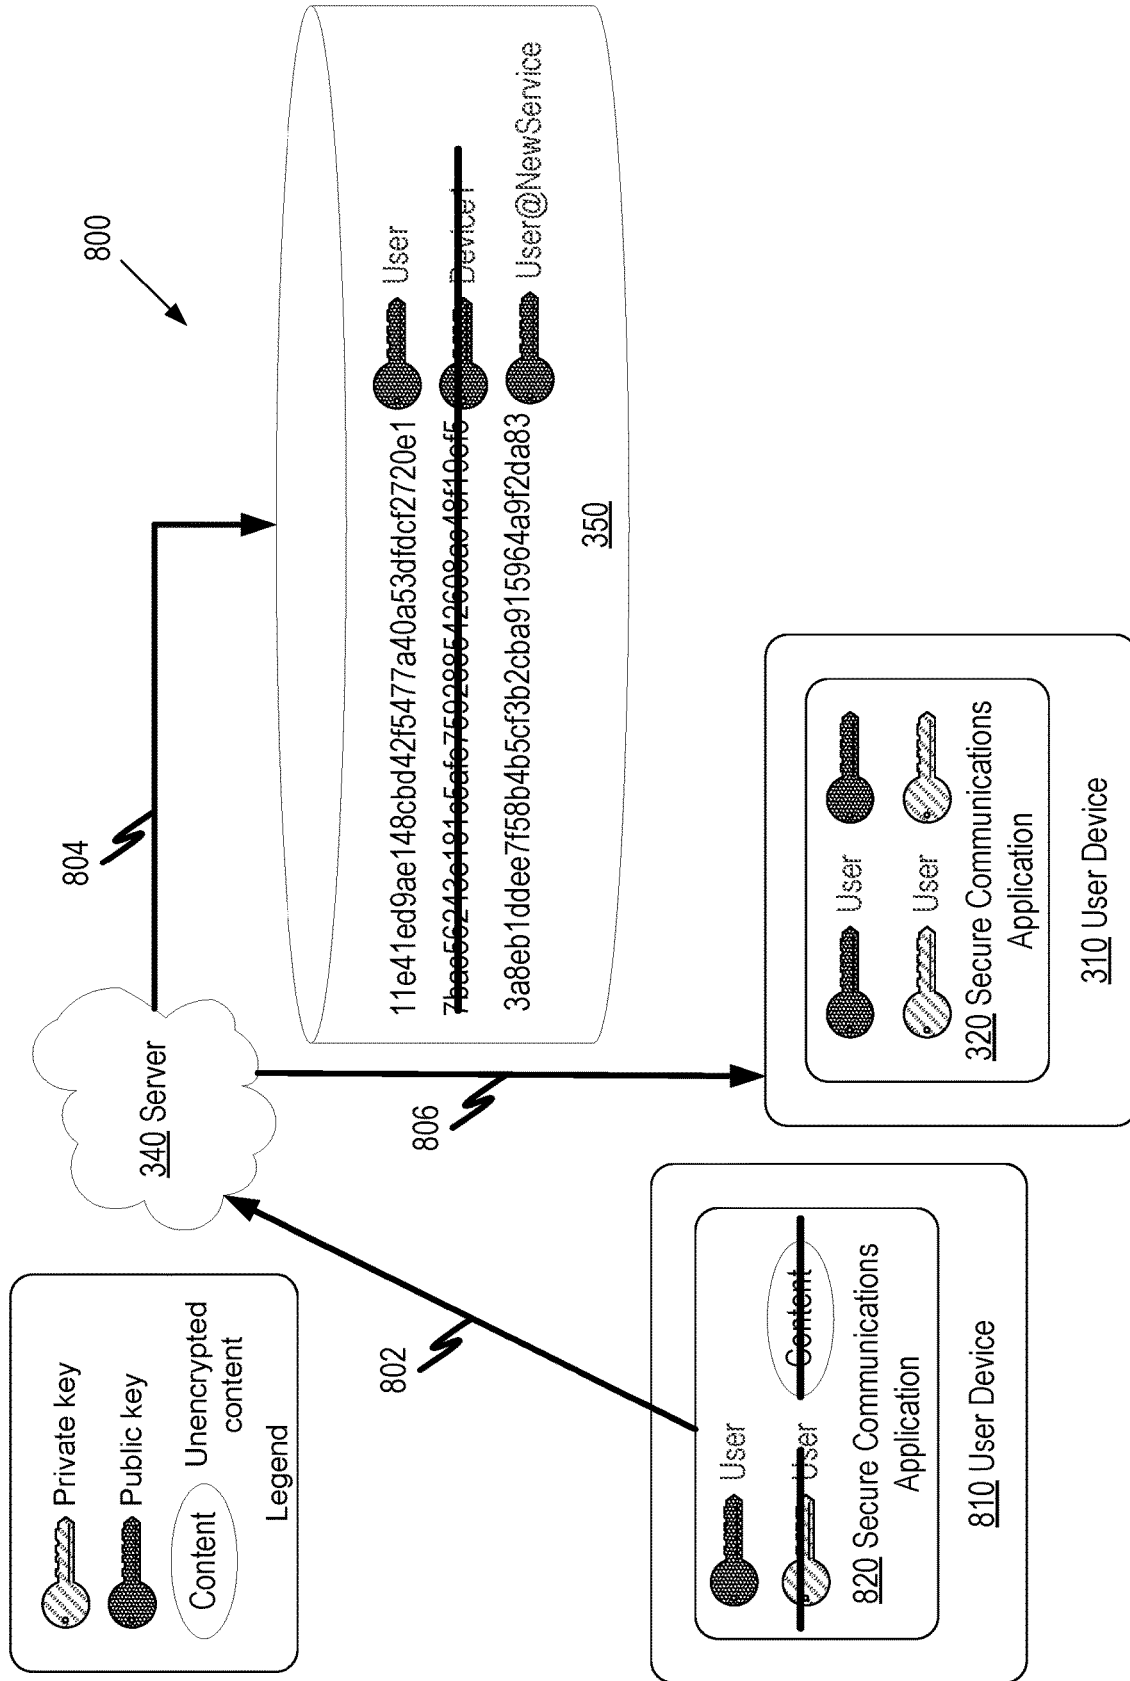 Private key
Public key
Content
Unencrypted
content
Legend
340 Server
800
802
804
806
11e41ed9ae148cbd42f5477a40a53dfdcf2720e1
User
Device1
3a8eb1ddee7f58b4b5cf3b2cba915964a9f2da83
User@NewService
350
User
User
Content
820 Secure Communications
Application
810 User Device
User
User
320 Secure Communications
Application
310 User Device